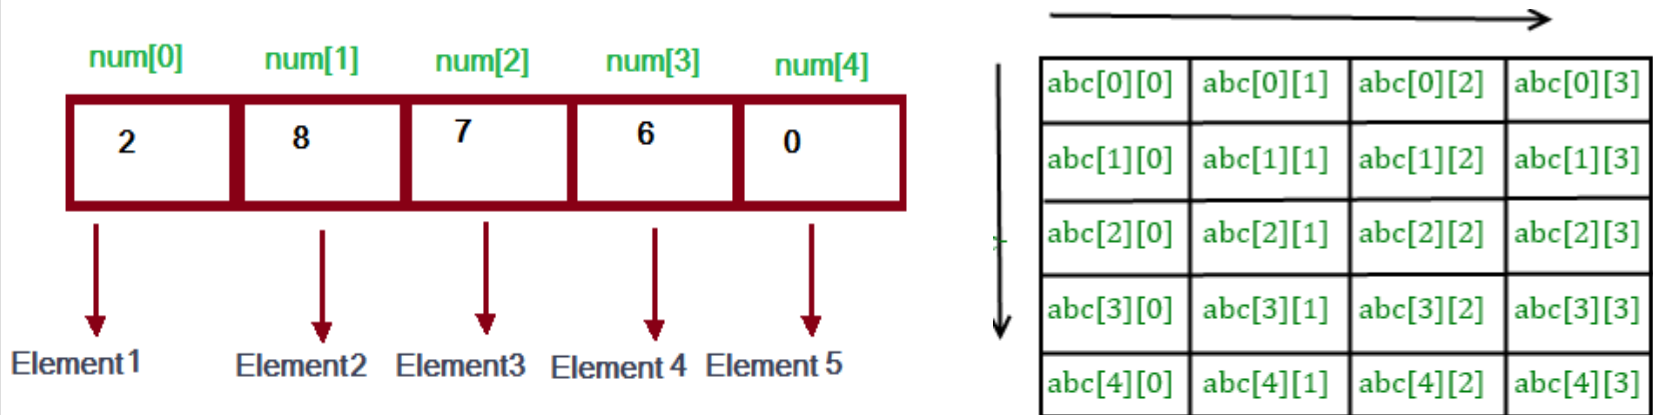 num[0] num[1] num[2] num[3] num[4]
2 8 7 6 0
Element1 Element2 Element3 Element 4 Element 5
abc[0][0] abc[0][1] abc[0][2] abc[0][3]
abc[1][0] abc[1][1] abc[1][2] abc[1][3]
abc[2][0] abc[2][1] abc[2][2] abc[2][3]
abc[3][0] abc[3][1] abc[3][2] abc[3][3]
abc[4][0] abc[4][1] abc[4][2] abc[4][3]